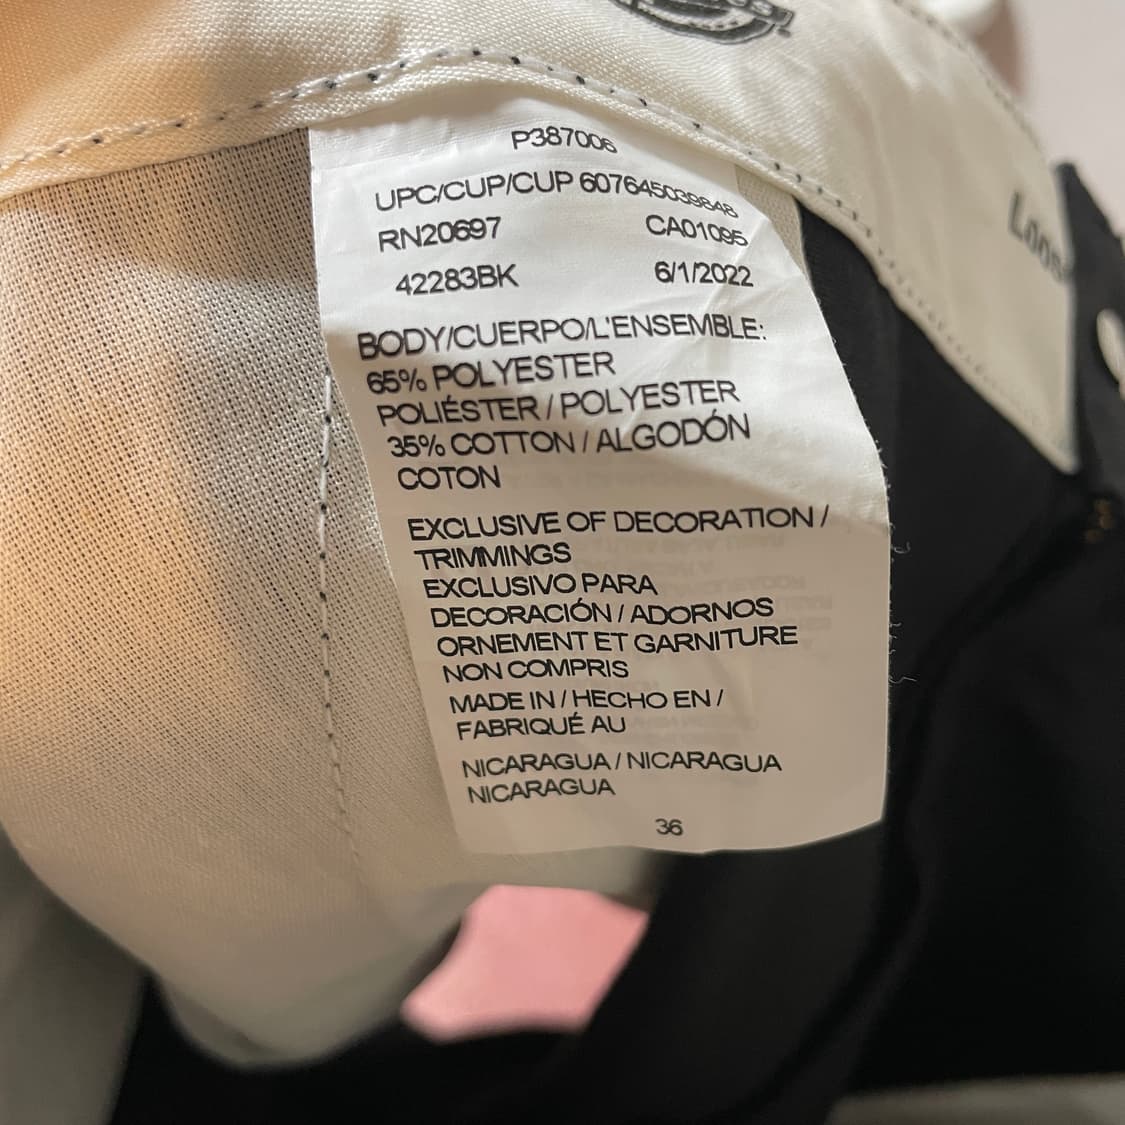 P387006
UPC/CUP/CUP 607645039848
RN20697 CA01095
42283BK 6/1/2022
BODY/CUERPO/L'ENSEMBLE:
65% POLYESTER
POLIÉSTER / POLYESTER
35% COTTON / ALGODÓN
COTON
EXCLUSIVE OF DECORATION /
TRIMMINGS
EXCLUSIVO PARA
DECORACIÓN / ADORNOS
ORNEMENT ET GARNITURE
NON COMPRIS
MADE IN / HECHO EN /
FABRIQUÉ AU
NICARAGUA / NICARAGUA
NICARAGUA
36